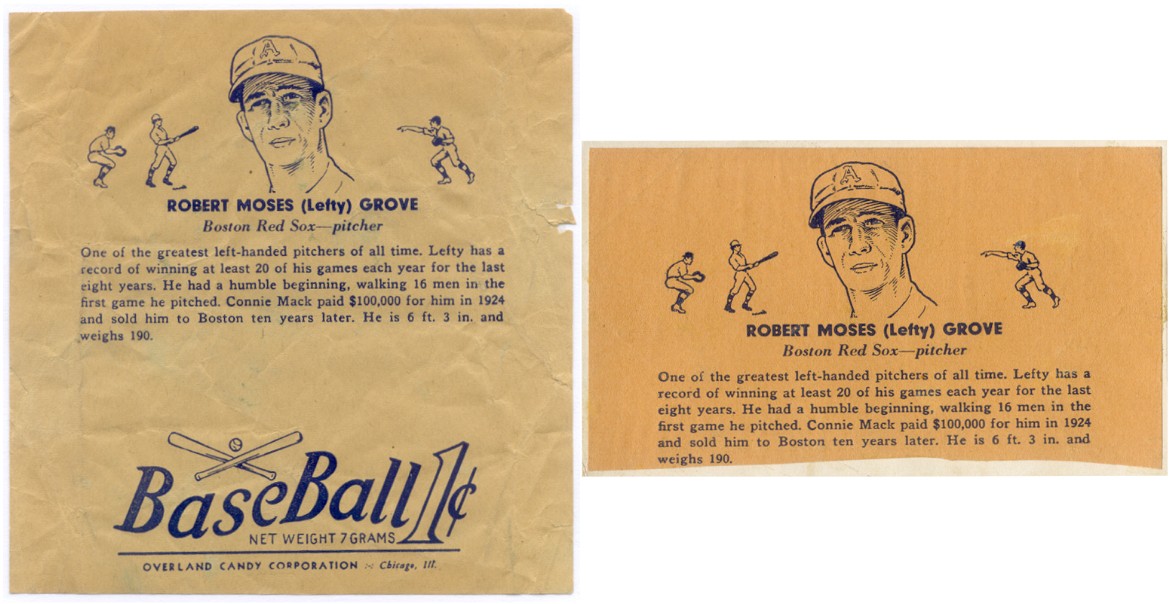 A
ROBERT MOSES (Lefty) GROVE
Boston Red Sox—pitcher
One of the greatest left-handed pitchers of all time. Lefty has a
record of winning at least 20 of his games each year for the last
eight years. He had a humble beginning, walking 16 men in the
first game he pitched. Connie Mack paid $100,000 for him in 1924
and sold him to Boston ten years later. He is 6 ft. 3 in. and
weighs 190.
BaseBall 1¢
NET WEIGHT 7 GRAMS
OVERLAND CANDY CORPORATION Chicago, Ill.
A
ROBERT MOSES (Lefty) GROVE
Boston Red Sox—pitcher
One of the greatest left-handed pitchers of all time. Lefty has a
record of winning at least 20 of his games each year for the last
eight years. He had a humble beginning, walking 16 men in the
first game he pitched. Connie Mack paid $100,000 for him in 1924
and sold him to Boston ten years later. He is 6 ft. 3 in. and
weighs 190.